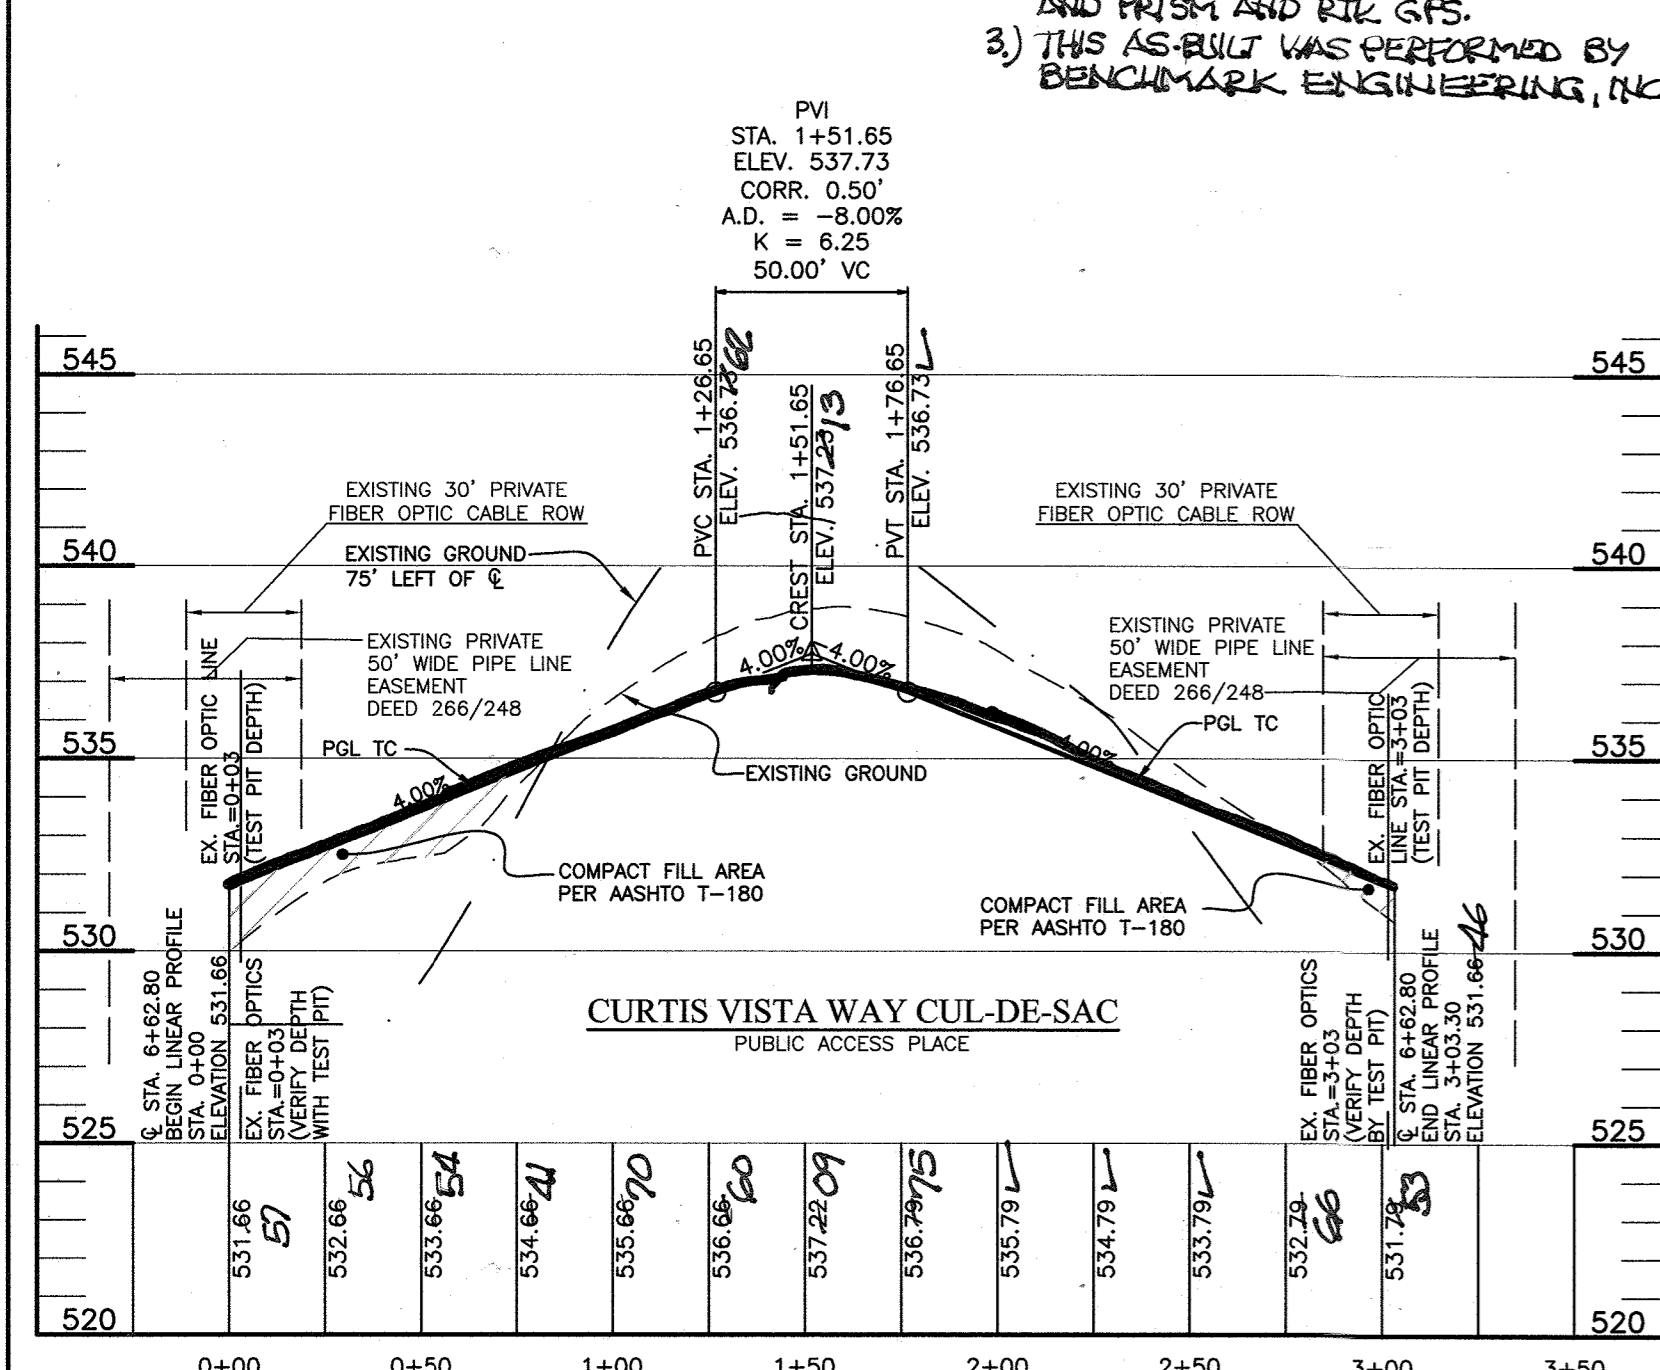 AND PRISM AND RTK GPS.
3.) THIS AS-BUILT WAS PERFORMED BY
BENCHMARK ENGINEERING, INC
PVI
STA. 1+51.65
ELEV. 537.73
CORR. 0.50'
A.D. = -8.00%
K = 6.25
50.00' VC
545
545
PVC STA. 1+26.65
ELEV. 536.73 62
CREST STA. 1+51.65
ELEV. 537.23 13
PVT STA. 1+76.65
ELEV. 536.73 ✓
EXISTING 30' PRIVATE
FIBER OPTIC CABLE ROW
EXISTING 30' PRIVATE
FIBER OPTIC CABLE ROW
540
540
EXISTING GROUND
75' LEFT OF ℄
EXISTING PRIVATE
50' WIDE PIPE LINE
EASEMENT
DEED 266/248
EXISTING PRIVATE
50' WIDE PIPE LINE
EASEMENT
DEED 266/248
4.00%
-4.00%
EX. FIBER OPTIC LINE
STA.=0+03
(TEST PIT DEPTH)
EX. FIBER OPTIC
LINE STA.=3+03
(TEST PIT DEPTH)
PGL TC
PGL TC
535
535
4.00%
4.00%
EXISTING GROUND
COMPACT FILL AREA
PER AASHTO T-180
COMPACT FILL AREA
PER AASHTO T-180
530
530
℄ STA. 6+62.80
BEGIN LINEAR PROFILE
STA. 0+00
ELEVATION 531.66
EX. FIBER OPTICS
STA.=0+03
(VERIFY DEPTH
WITH TEST PIT)
CURTIS VISTA WAY CUL-DE-SAC
PUBLIC ACCESS PLACE
EX. FIBER OPTICS
STA.=3+03
(VERIFY DEPTH
BY TEST PIT)
℄ STA. 6+62.80
END LINEAR PROFILE
STA. 3+03.30
ELEVATION 531.66 46
525
525
531.66 57
532.66 56
533.66 54
534.66 41
535.66 70
536.66 60
537.22 09
536.79 75
535.79 ✓
534.79 ✓
533.79 ✓
532.79 66
531.79 53
520
520
0+00 0+50 1+00 1+50 2+00 2+50 3+00 3+50